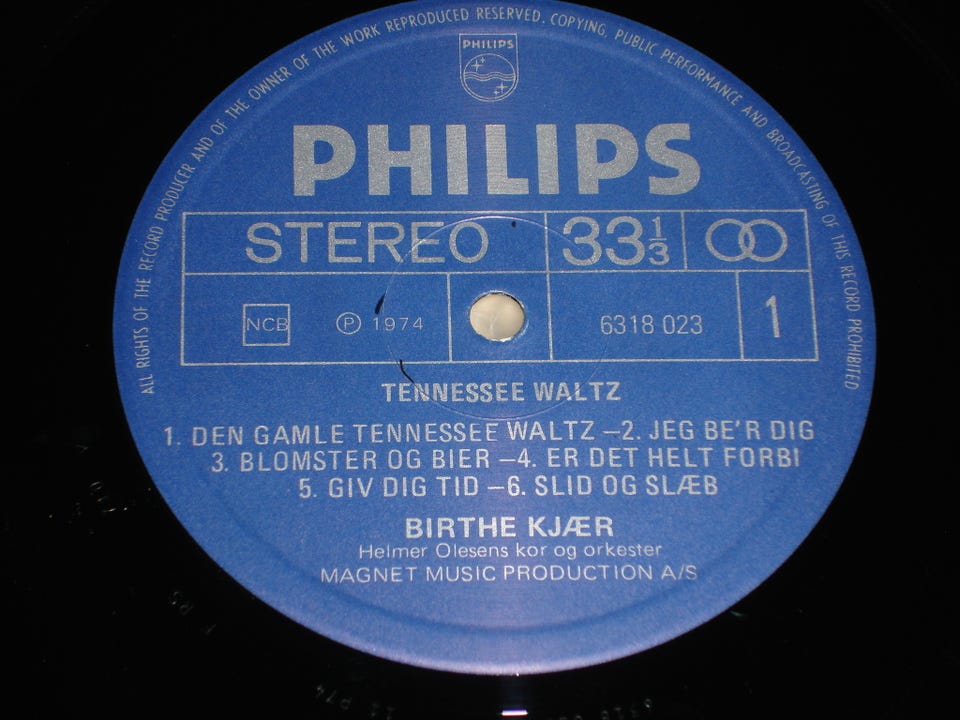 ALL RIGHTS OF THE RECORD PRODUCER AND OF THE OWNER OF THE WORK REPRODUCED RESERVED. COPYING, PUBLIC PERFORMANCE AND BROADCASTING OF THIS RECORD PROHIBITED
PHILIPS
PHILIPS
STEREO 33 1/3
NCB ℗ 1974 6318 023 1
TENNESSEE WALTZ
1. DEN GAMLE TENNESSEE WALTZ –2. JEG BE'R DIG
3. BLOMSTER OG BIER –4. ER DET HELT FORBI
5. GIV DIG TID –6. SLID OG SLÆB
BIRTHE KJÆR
Helmer Olesens kor og orkester
MAGNET MUSIC PRODUCTION A/S